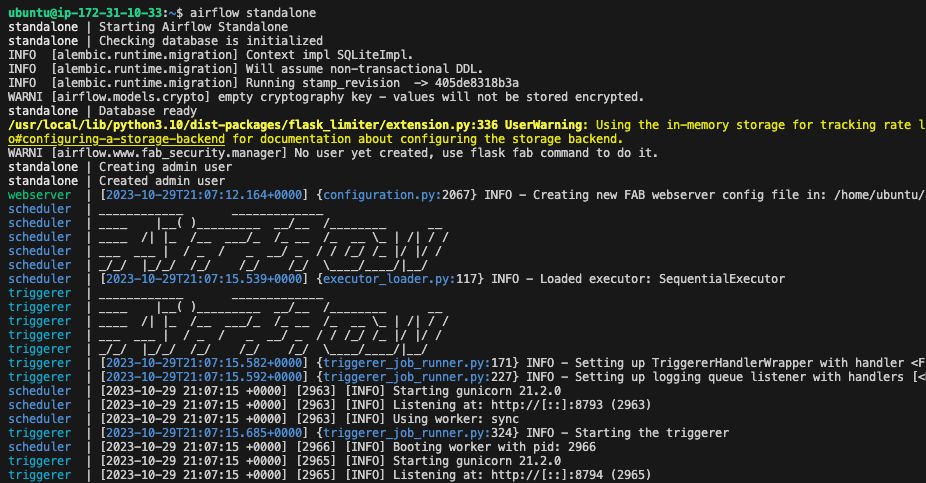 ubuntu@ip-172-31-10-33:~$ airflow standalone
standalone | Starting Airflow Standalone
standalone | Checking database is initialized
INFO  [alembic.runtime.migration] Context impl SQLiteImpl.
INFO  [alembic.runtime.migration] Will assume non-transactional DDL.
INFO  [alembic.runtime.migration] Running stamp_revision  -> 405de8318b3a
WARNI [airflow.models.crypto] empty cryptography key - values will not be stored encrypted.
standalone | Database ready
/usr/local/lib/python3.10/dist-packages/flask_limiter/extension.py:336 UserWarning: Using the in-memory storage for tracking rate l
o#configuring-a-storage-backend for documentation about configuring the storage backend.
WARNI [airflow.www.fab_security.manager] No user yet created, use flask fab command to do it.
standalone | Creating admin user
standalone | Created admin user
webserver  | [2023-10-29T21:07:12.164+0000] {configuration.py:2067} INFO - Creating new FAB webserver config file in: /home/ubuntu/
scheduler  | ____________       _____________
scheduler  | ____    |__( )_________  __/__  /________      __
scheduler  | ____  /| |_  /__  ___/_  /_ __  /_  __ \_ | /| / /
scheduler  | ___  ___ |  / _  /   _  __/ _  / / /_/ /_ |/ |/ /
scheduler  | _/_/  |_/_/  /_/    /_/    /_/  \____/____/|__/
scheduler  | [2023-10-29T21:07:15.539+0000] {executor_loader.py:117} INFO - Loaded executor: SequentialExecutor
triggerer  | ____________       _____________
triggerer  | ____    |__( )_________  __/__  /________      __
triggerer  | ____  /| |_  /__  ___/_  /_ __  /_  __ \_ | /| / /
triggerer  | ___  ___ |  / _  /   _  __/ _  / / /_/ /_ |/ |/ /
triggerer  | _/_/  |_/_/  /_/    /_/    /_/  \____/____/|__/
triggerer  | [2023-10-29T21:07:15.582+0000] {triggerer_job_runner.py:171} INFO - Setting up TriggererHandlerWrapper with handler <F
triggerer  | [2023-10-29T21:07:15.592+0000] {triggerer_job_runner.py:227} INFO - Setting up logging queue listener with handlers [<
scheduler  | [2023-10-29 21:07:15 +0000] [2963] [INFO] Starting gunicorn 21.2.0
scheduler  | [2023-10-29 21:07:15 +0000] [2963] [INFO] Listening at: http://[::]:8793 (2963)
scheduler  | [2023-10-29 21:07:15 +0000] [2963] [INFO] Using worker: sync
triggerer  | [2023-10-29T21:07:15.685+0000] {triggerer_job_runner.py:324} INFO - Starting the triggerer
scheduler  | [2023-10-29 21:07:15 +0000] [2966] [INFO] Booting worker with pid: 2966
triggerer  | [2023-10-29 21:07:15 +0000] [2965] [INFO] Starting gunicorn 21.2.0
triggerer  | [2023-10-29 21:07:15 +0000] [2965] [INFO] Listening at: http://[::]:8794 (2965)